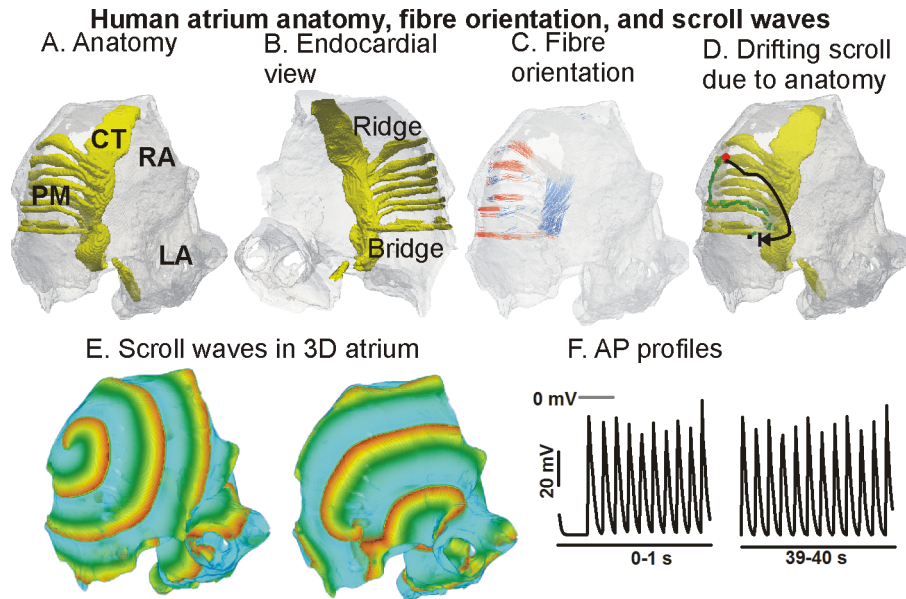 Human atrium anatomy, fibre orientation, and scroll waves
A. Anatomy
B. Endocardial
view
C. Fibre
orientation
D. Drifting scroll
due to anatomy
CT
RA
PM
LA
Ridge
Bridge
E. Scroll waves in 3D atrium
F. AP profiles
0 mV
20 mV
0-1 s
39-40 s